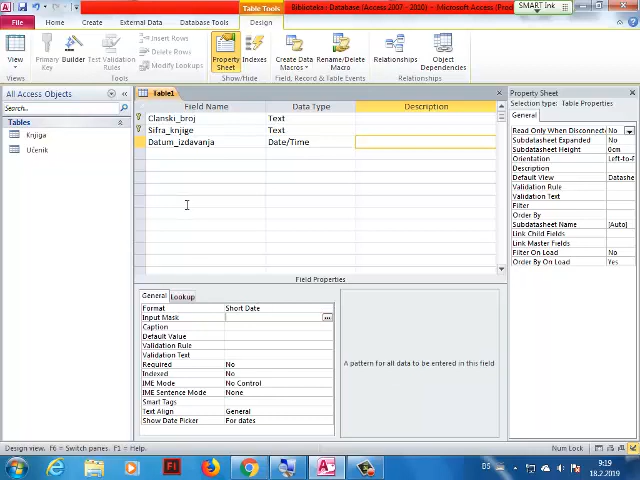 Table Tools
Biblioteka : Database (Access 2007 - 2010) - Microsoft Access (Prod
SMART Ink
File
Home
Create
External Data
Database Tools
Design
View
Primary Key
Builder
Test Validation Rules
Insert Rows
Delete Rows
Modify Lookups
Property Sheet
Indexes
Create Data Macros
Rename/Delete Macro
Relationships
Object Dependencies
Views
Tools
Show/Hide
Field, Record & Table Events
Relationships
All Access Objects
Search...
Tables
Knjiga
Učenik
Table1
Field Name Data Type Description
Clanski_broj Text
Sifra_knjige Text
Datum_izdavanja Date/Time
Field Properties
General Lookup
Format Short Date
Input Mask
Caption
Default Value
Validation Rule
Validation Text
Required No
Indexed No
IME Mode No Control
IME Sentence Mode None
Smart Tags
Text Align General
Show Date Picker For dates
A pattern for all data to be entered in this field
Property Sheet
Selection type: Table Properties
General
Read Only When Disconnect No
Subdatasheet Expanded No
Subdatasheet Height 0cm
Orientation Left-to-F
Description
Default View Datashe
Validation Rule
Validation Text
Filter
Order By
Subdatasheet Name [Auto]
Link Child Fields
Link Master Fields
Filter On Load No
Order By On Load Yes
Design view. F6 = Switch panes. F1 = Help.
Num Lock
BS
9:19
18.2.2019